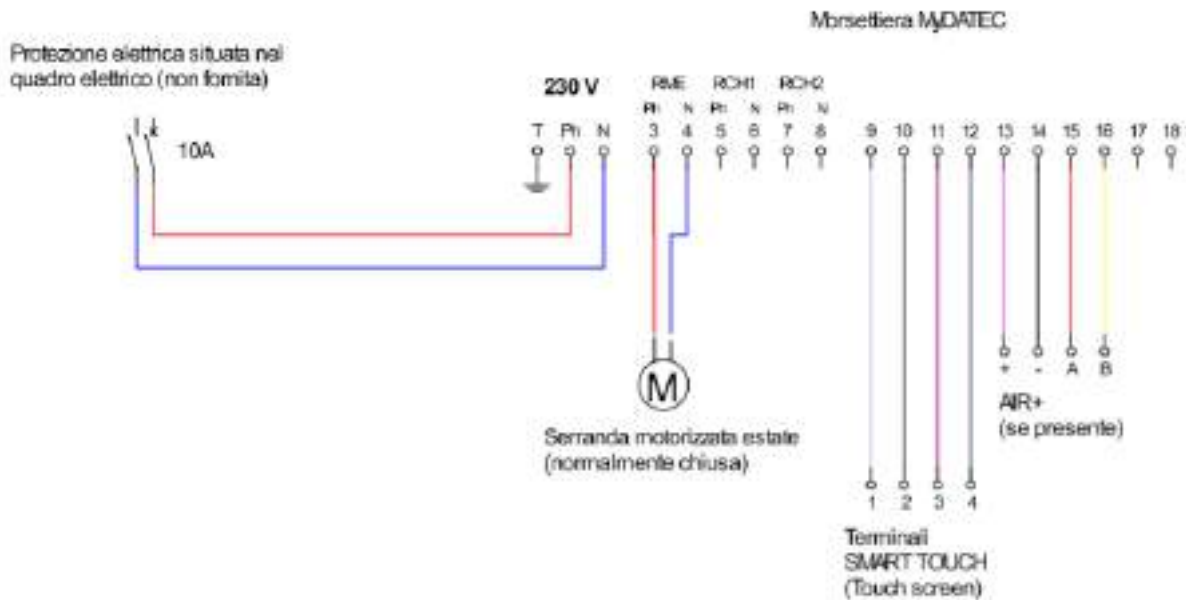 Morsettiera MyDATEC
Protezione elettrica situata nel
quadro elettrico (non fornita)
230 V
RME RCH1 RCH2
Ph N Ph N Ph N
T Ph N 3 4 5 6 7 8 9 10 11 12 13 14 15 16 17 18
10A
M
+ - A B
AIR+
(se presente)
Serranda motorizzata estate
(normalmente chiusa)
1 2 3 4
Terminali
SMART TOUCH
(Touch screen)